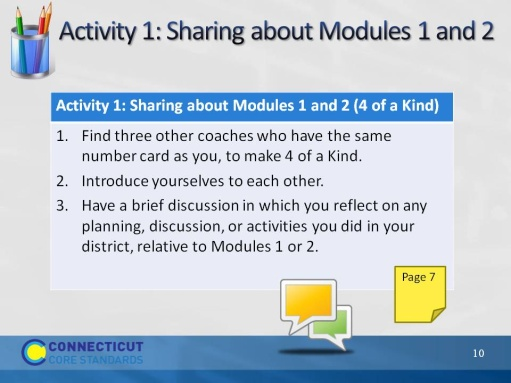 Activity 1: Sharing about Modules 1 and 2
Activity 1: Sharing about Modules 1 and 2 (4 of a Kind)
1. Find three other coaches who have the same
number card as you, to make 4 of a Kind.
2. Introduce yourselves to each other.
3. Have a brief discussion in which you reflect on any
planning, discussion, or activities you did in your
district, relative to Modules 1 or 2.
Page 7
CONNECTICUT
CORE STANDARDS
10